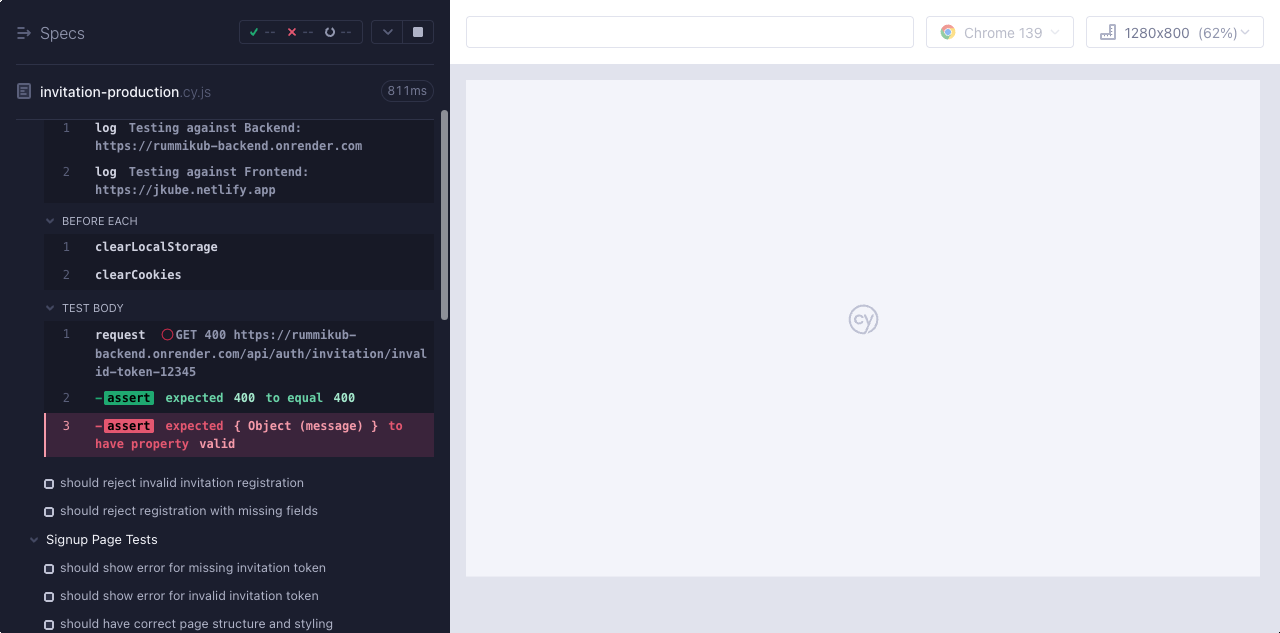 Specs
-- -- --
Chrome 139
1280x800 (62%)
invitation-production.cy.js
811ms
1 log Testing against Backend:
https://rummikub-backend.onrender.com
2 log Testing against Frontend:
https://jkube.netlify.app
BEFORE EACH
1 clearLocalStorage
2 clearCookies
TEST BODY
1 request GET 400 https://rummikub-
backend.onrender.com/api/auth/invitation/inval
id-token-12345
2 -assert expected 400 to equal 400
3 -assert expected { Object (message) } to
have property valid
should reject invalid invitation registration
should reject registration with missing fields
Signup Page Tests
should show error for missing invitation token
should show error for invalid invitation token
should have correct page structure and styling
cy